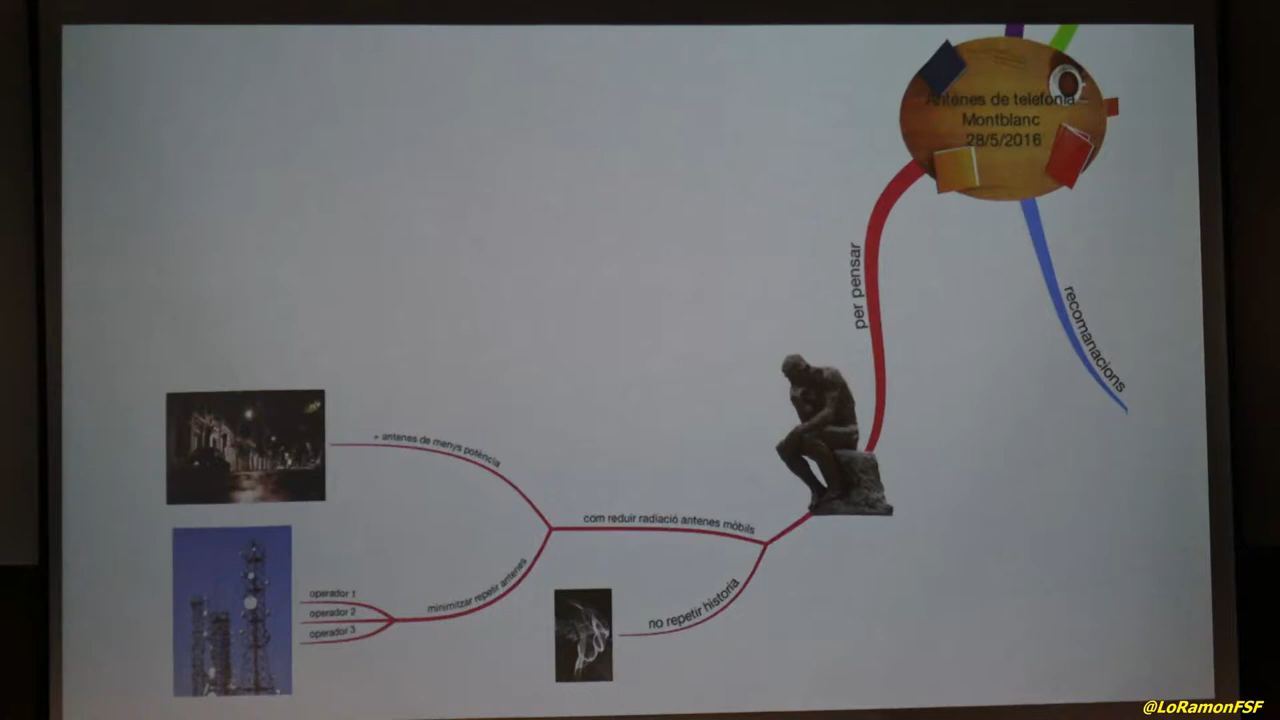 Antenes de telefonia –
Montblanc
28/5/2016
per pensar
recomanacions
+ antenes de menys potència
com reduir radiació antenes mòbils
minimitzar repetir antenes
operador 1
operador 2
operador 3
no repetir historia
@LoRamonFSF